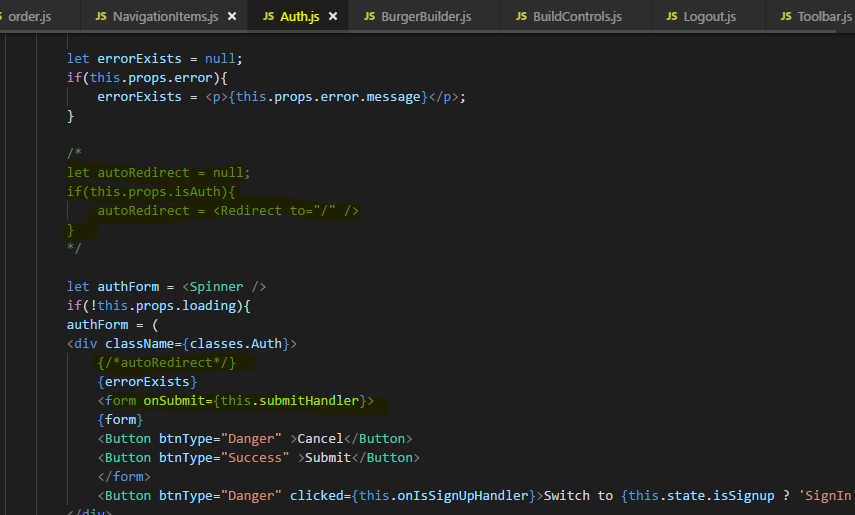 order.js JS NavigationItems.js × JS Auth.js × JS BurgerBuilder.js JS BuildControls.js JS Logout.js JS Toolbar.js
let errorExists = null;
if(this.props.error){
errorExists = <p>{this.props.error.message}</p>;
}
/*
let autoRedirect = null;
if(this.props.isAuth){
autoRedirect = <Redirect to="/" />
}
*/
let authForm = <Spinner />
if(!this.props.loading){
authForm = (
<div className={classes.Auth}>
{/*autoRedirect*/}
{errorExists}
<form onSubmit={this.submitHandler}>
{form}
<Button btnType="Danger" >Cancel</Button>
<Button btnType="Success" >Submit</Button>
</form>
<Button btnType="Danger" clicked={this.onIsSignUpHandler}>Switch to {this.state.isSignup ? 'SignIn
</div>